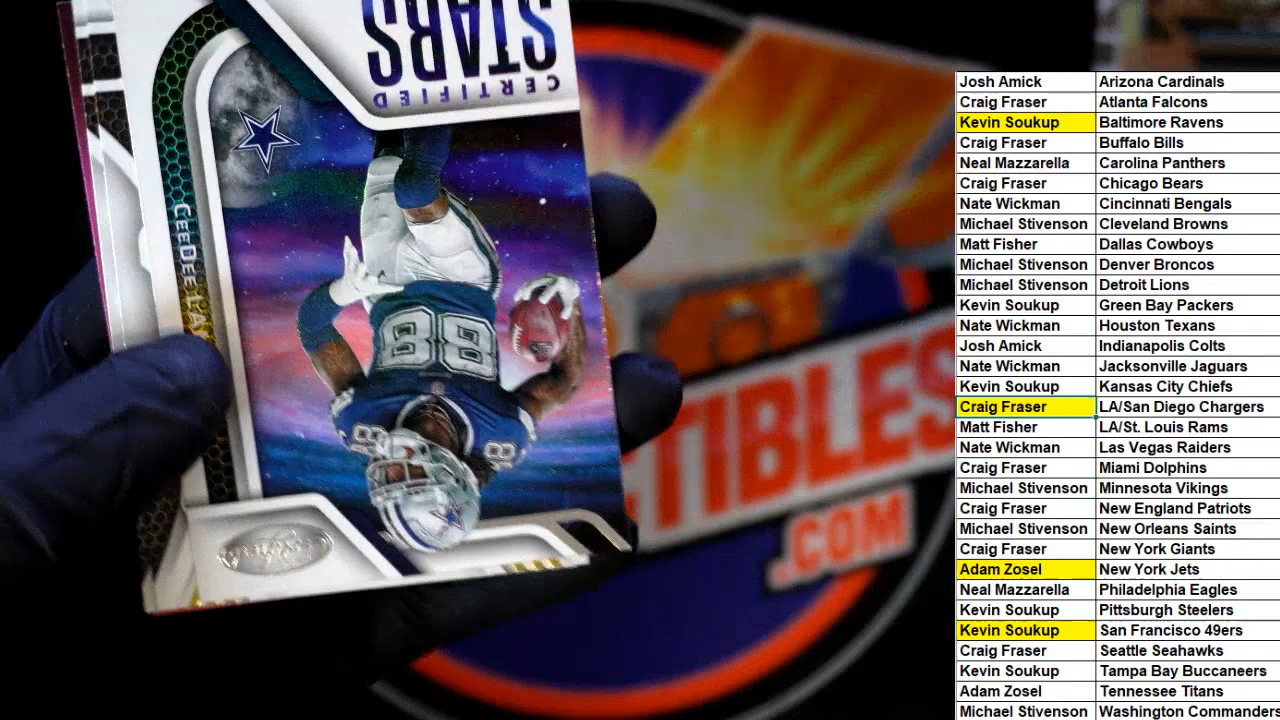 CERTIFIED
STARS
CEEDEE LA
88
88
88
TIBLES
.COM
Josh Amick Arizona Cardinals
Craig Fraser Atlanta Falcons
Kevin Soukup Baltimore Ravens
Craig Fraser Buffalo Bills
Neal Mazzarella Carolina Panthers
Craig Fraser Chicago Bears
Nate Wickman Cincinnati Bengals
Michael Stivenson Cleveland Browns
Matt Fisher Dallas Cowboys
Michael Stivenson Denver Broncos
Michael Stivenson Detroit Lions
Kevin Soukup Green Bay Packers
Nate Wickman Houston Texans
Josh Amick Indianapolis Colts
Nate Wickman Jacksonville Jaguars
Kevin Soukup Kansas City Chiefs
Craig Fraser LA/San Diego Chargers
Matt Fisher LA/St. Louis Rams
Nate Wickman Las Vegas Raiders
Craig Fraser Miami Dolphins
Michael Stivenson Minnesota Vikings
Craig Fraser New England Patriots
Michael Stivenson New Orleans Saints
Craig Fraser New York Giants
Adam Zosel New York Jets
Neal Mazzarella Philadelphia Eagles
Kevin Soukup Pittsburgh Steelers
Kevin Soukup San Francisco 49ers
Craig Fraser Seattle Seahawks
Kevin Soukup Tampa Bay Buccaneers
Adam Zosel Tennessee Titans
Michael Stivenson Washington Commanders